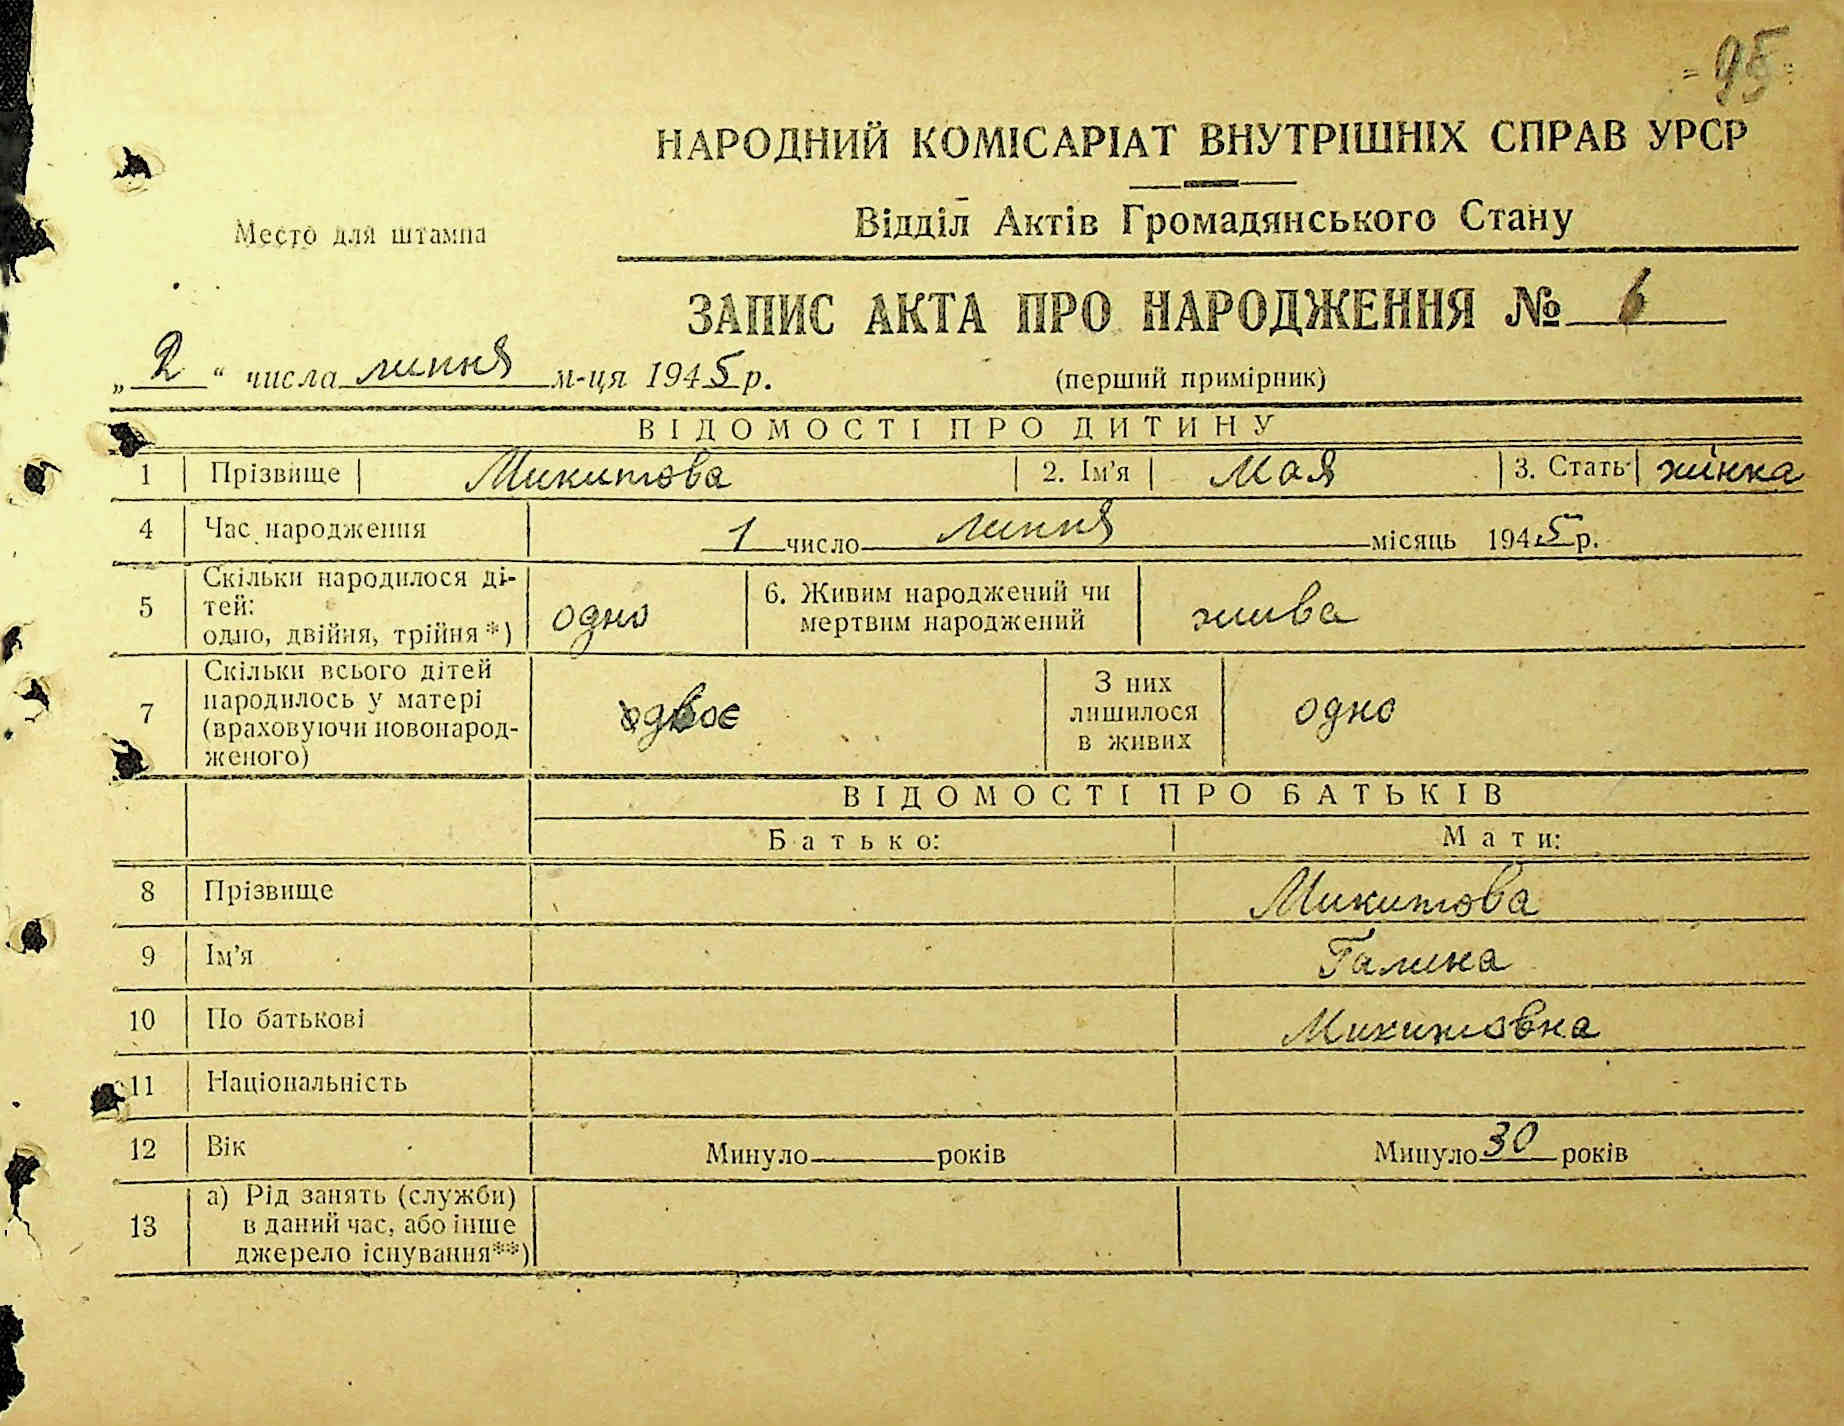 = 95 =
НАРОДНИЙ КОМІСАРІАТ ВНУТРІШНІХ СПРАВ УРСР
Место для штампа
Відділ Актів Громадянського Стану
ЗАПИС АКТА ПРО НАРОДЖЕННЯ № 6
„2“ числа липня м-ця 1945 р.
(перший примірник)
ВІДОМОСТІ ПРО ДИТИНУ
1 Прізвище Микитова 2. Ім'я Мая 3. Стать жінка
4 Час народження 1 число липня місяць 1945 р.
5 Скільки народилося ді-
тей:
одно, двійня, трійня*) одно
6. Живим народжений чи
мертвим народжений жива
7 Скільки всього дітей
народилось у матері
(враховуючи новонарод-
женого) двоє
З них
лишилося
в живих одно
ВІДОМОСТІ ПРО БАТЬКІВ
Батько: Мати:
8 Прізвище Микитова
9 Ім'я Галина
10 По батькові Микитовна
11 Національність
12 Вік Минуло років Минуло 30 років
13 а) Рід занять (служби)
в даний час, або інше
джерело існування**)